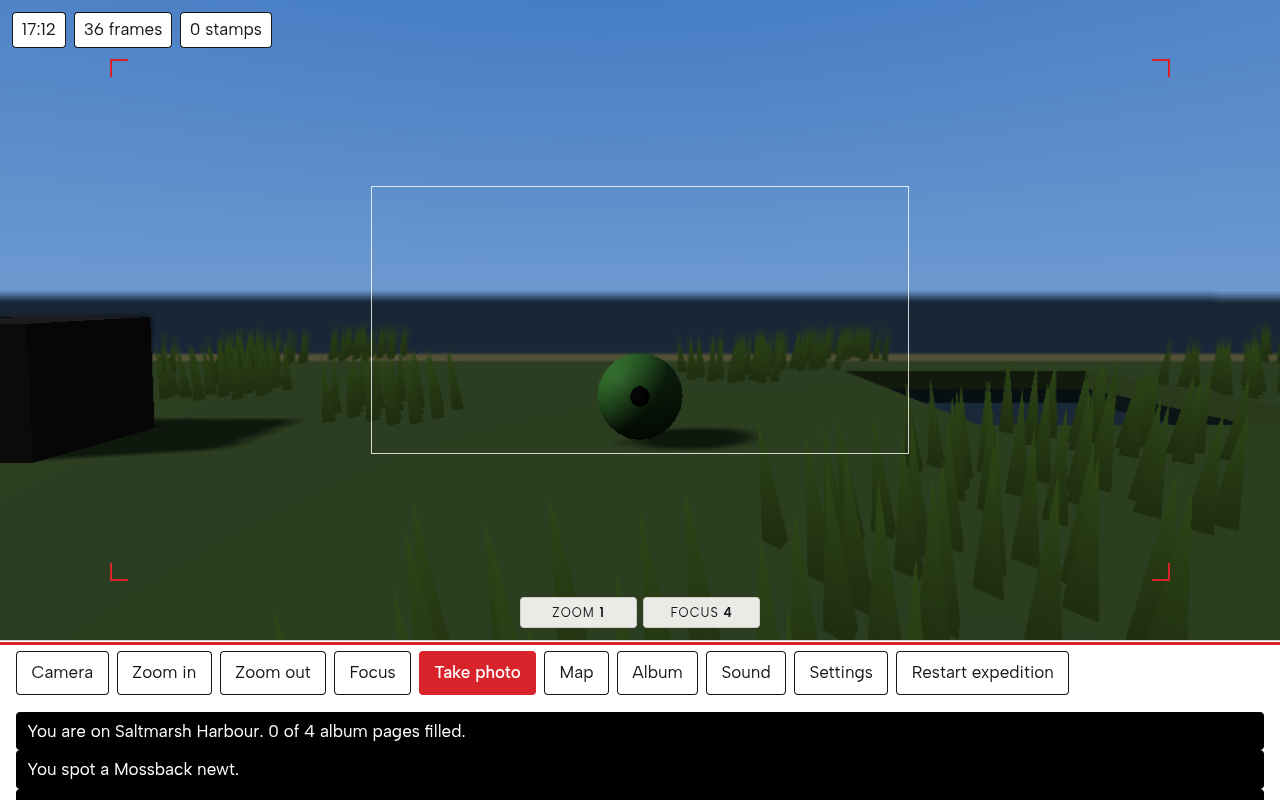 17:12 36 frames 0 stamps
ZOOM 1 FOCUS 4
Camera Zoom in Zoom out Focus Take photo Map Album Sound Settings Restart expedition
You are on Saltmarsh Harbour. 0 of 4 album pages filled.
You spot a Mossback newt.